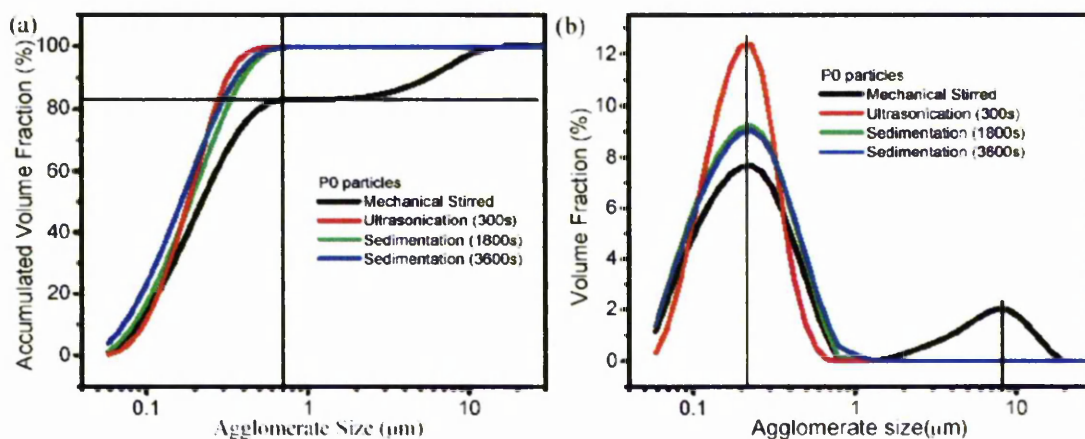 (a)
Accumulated Volume Fraction (%)
100
80
60
40
20
0
P0 particles
Mechanical Stirred
Ultrasonication (300s)
Sedimentation (1800s)
Sedimentation (3600s)
0.1
1
10
Agglomerate Size (μm)
(b)
Volume Fraction (%)
12
10
8
6
4
2
0
P0 particles
Mechanical Stirred
Ultrasonication (300s)
Sedimentation (1800s)
Sedimentation (3600s)
0.1
1
10
Agglomerate size(μm)